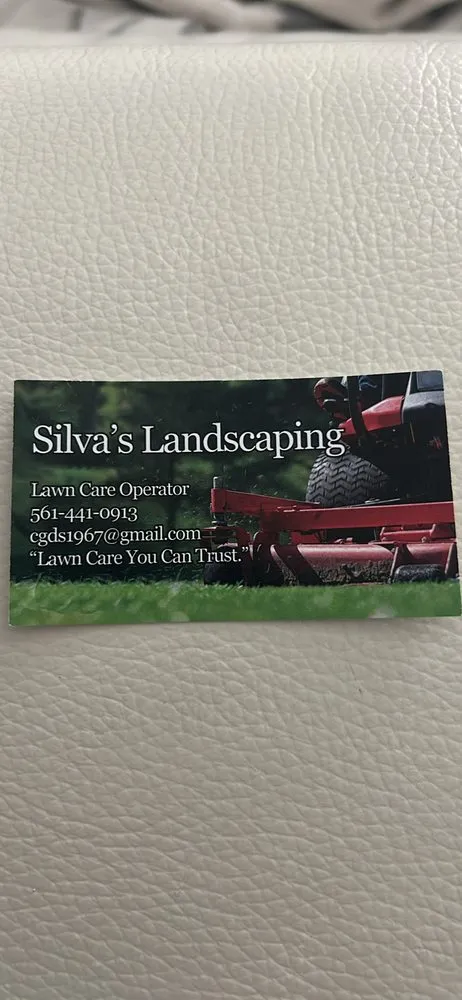 Silva's Landscaping
Lawn Care Operator
561-441-0913
cgds1967@gmail.com
“Lawn Care You Can Trust.”